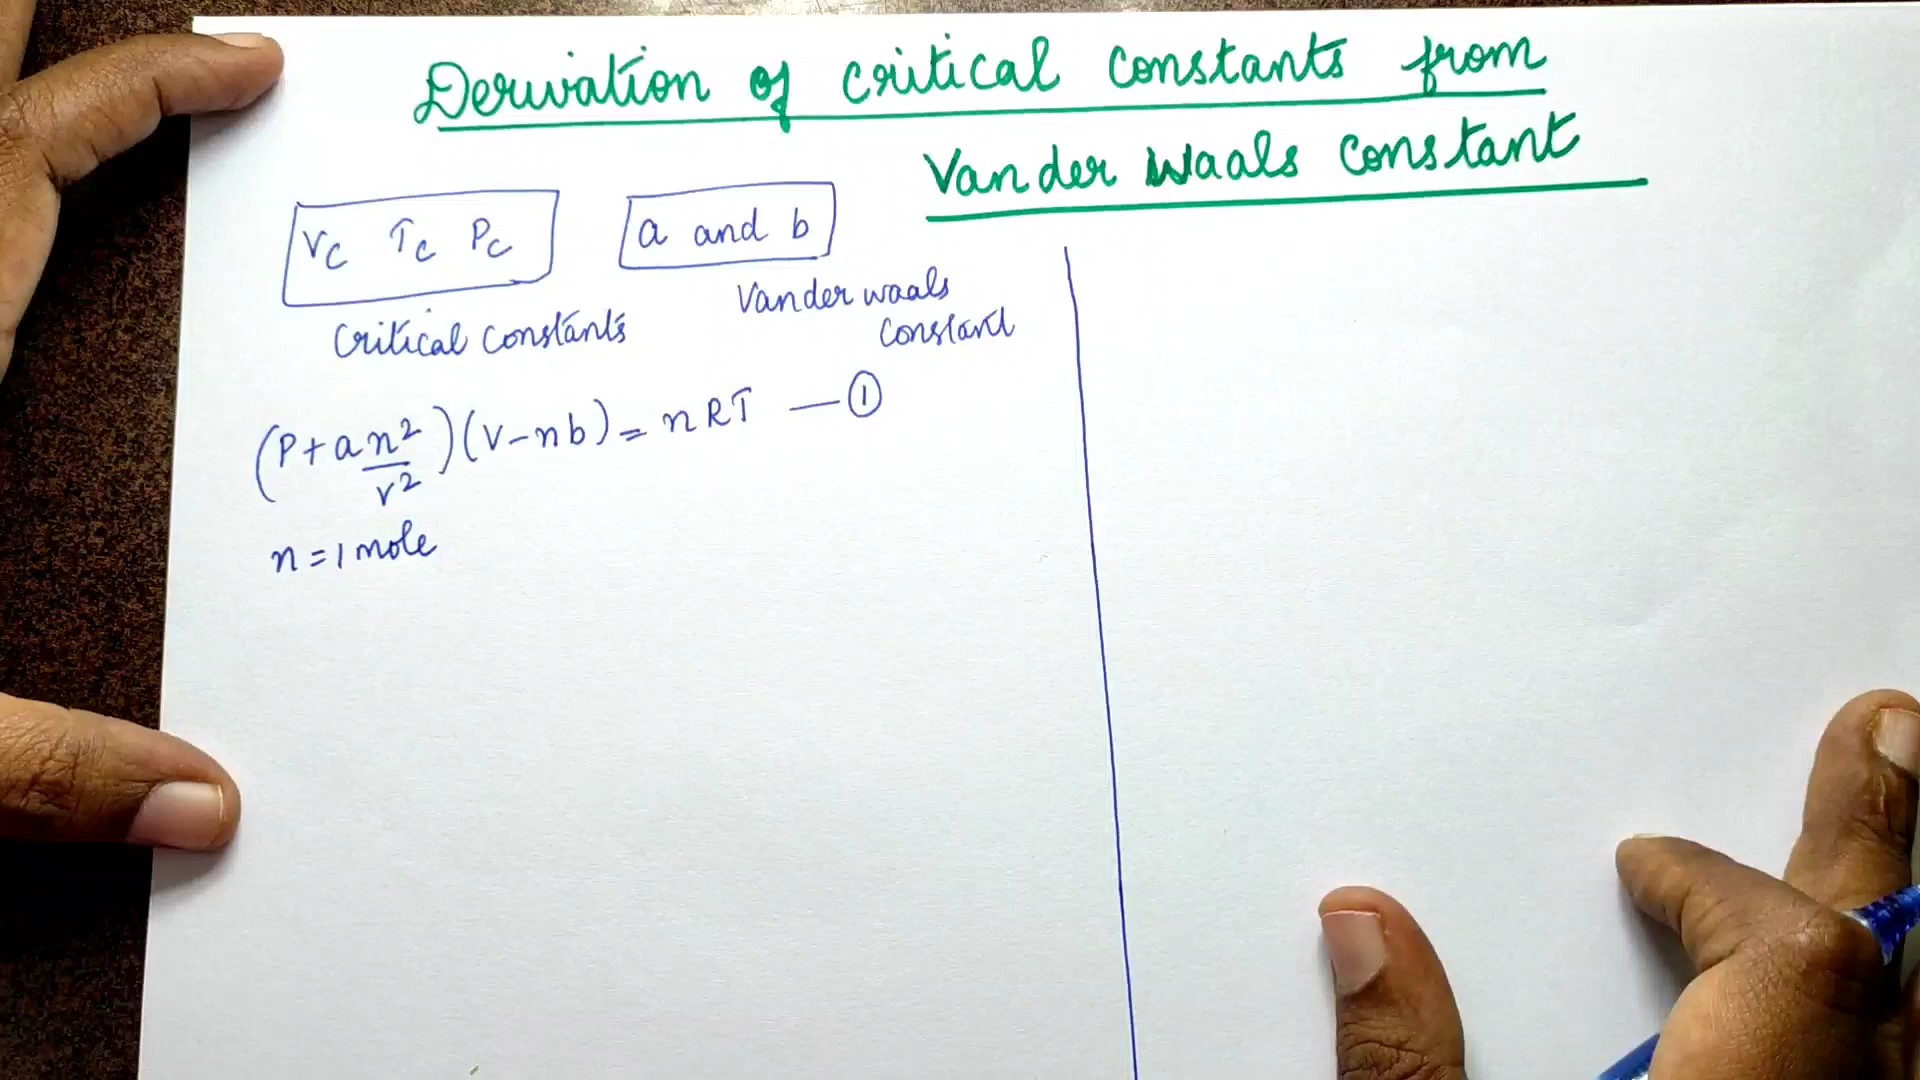 Derivation of critical constants from
Vander Waals constant
Vc Tc Pc
a and b
Critical constants
Vander waals
constant
(P + an²/v²)(v-nb) = nRT — ①
n = 1 mole